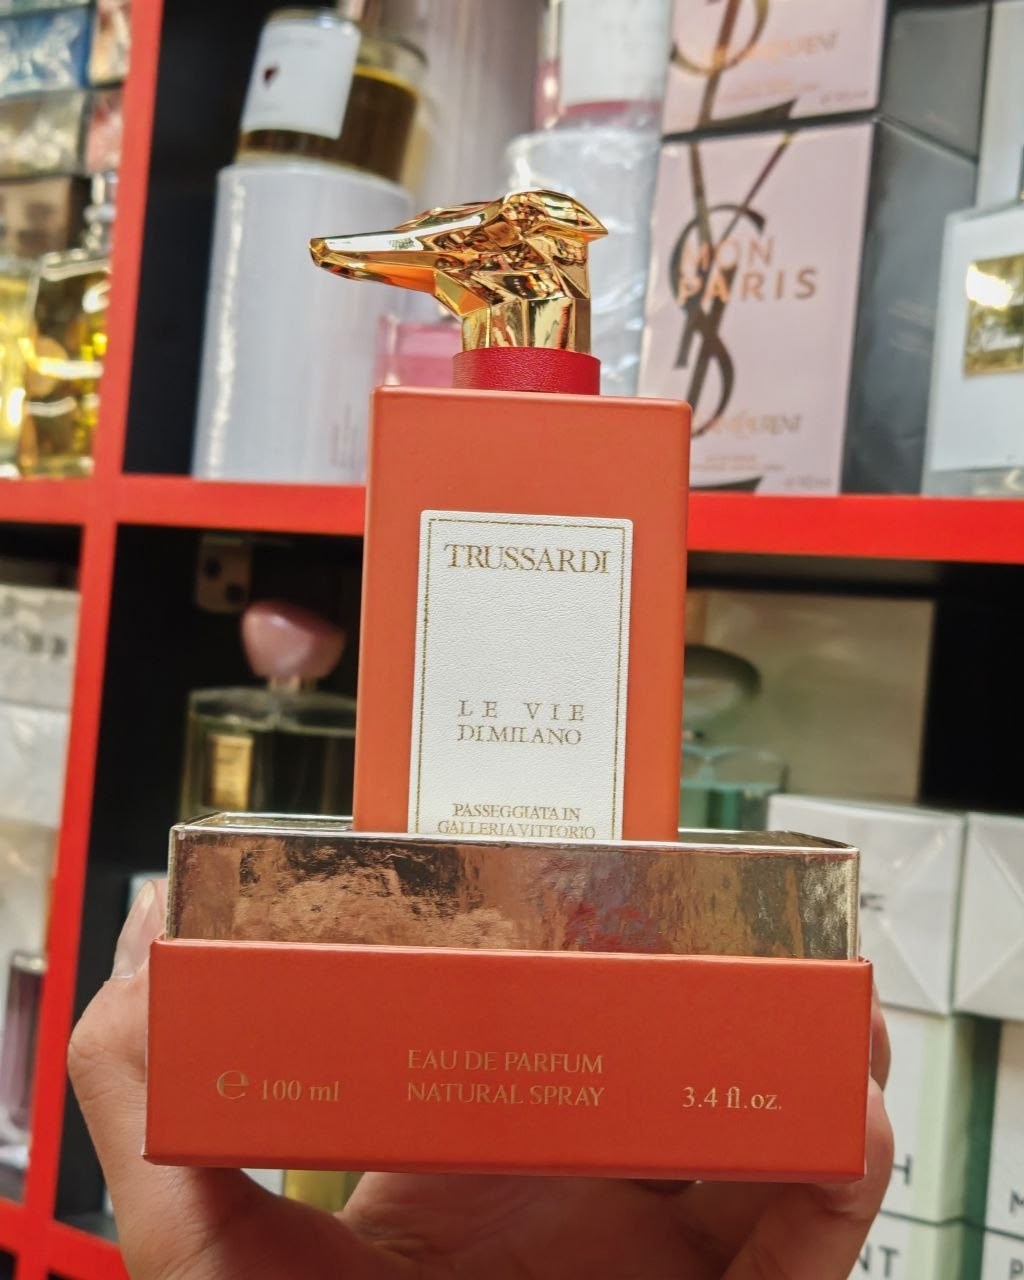 MON
PARIS
TRUSSARDI
LE VIE
DI MILANO
PASSEGGIATA IN
GALLERIA VITTORIO
EAU DE PARFUM
NATURAL SPRAY
e 100 ml
3.4 fl.oz.